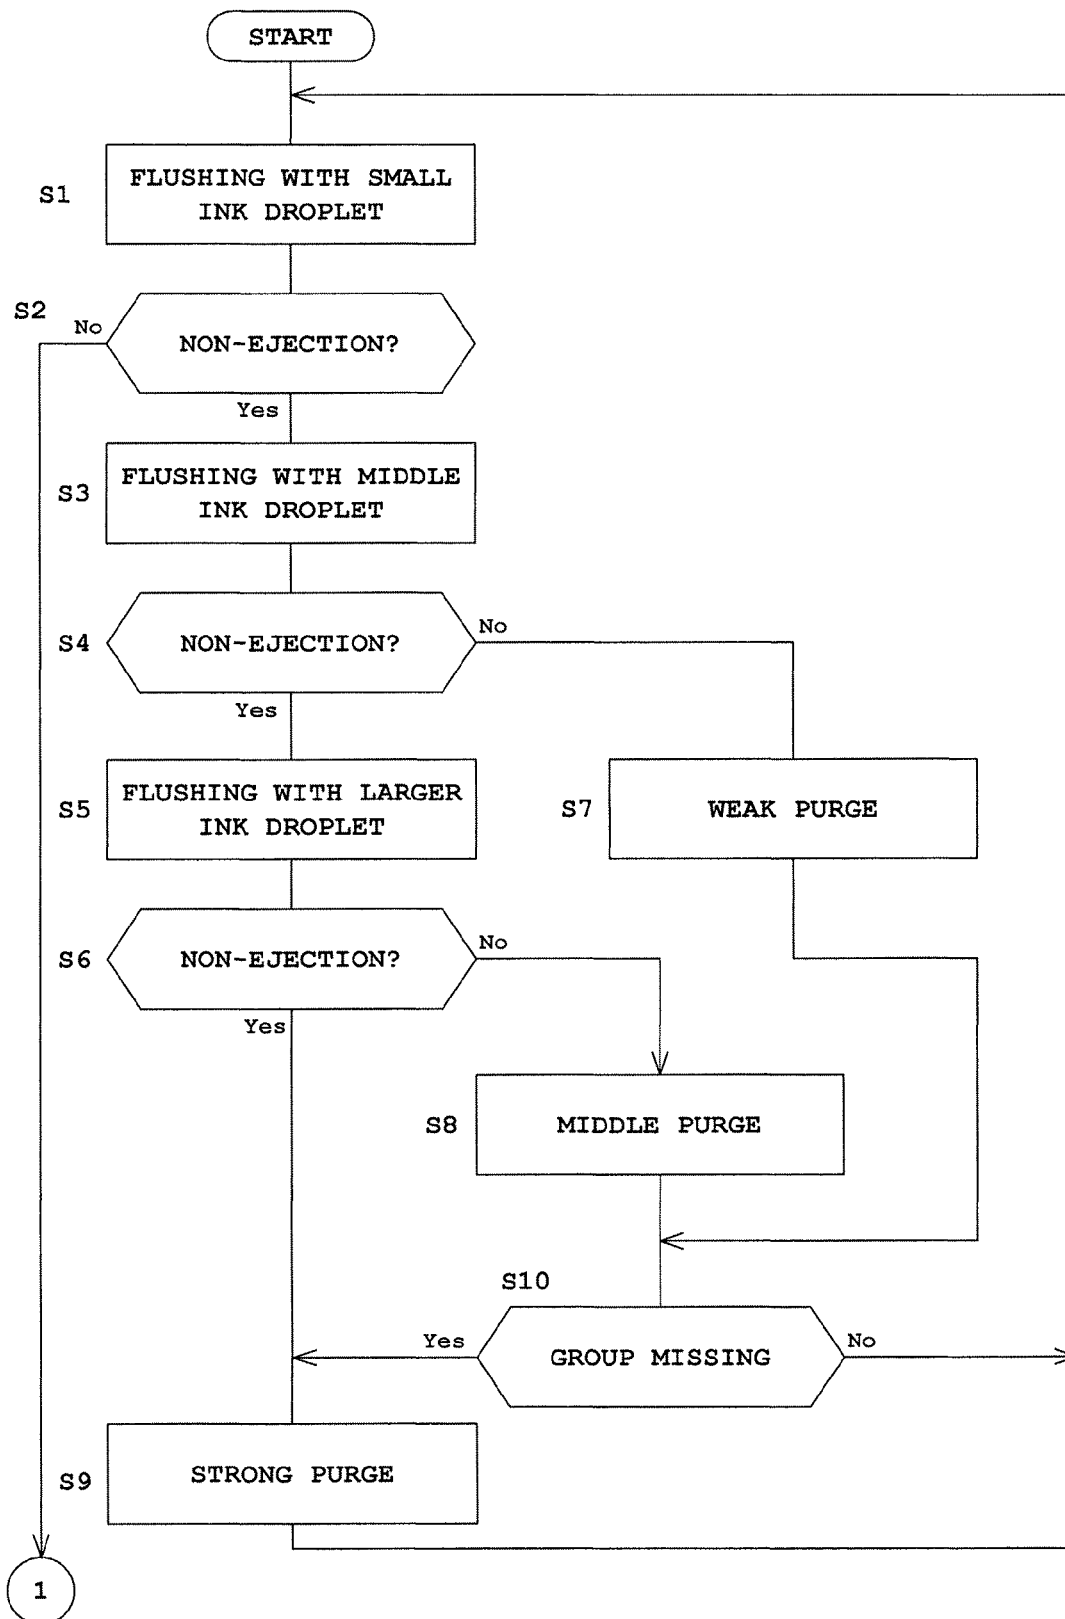 START
S1
FLUSHING WITH SMALL
INK DROPLET
S2
No
NON-EJECTION?
Yes
S3
FLUSHING WITH MIDDLE
INK DROPLET
S4
NON-EJECTION?
No
Yes
S5
FLUSHING WITH LARGER
INK DROPLET
S7
WEAK PURGE
S6
NON-EJECTION?
No
Yes
S8
MIDDLE PURGE
S10
Yes
GROUP MISSING
No
S9
STRONG PURGE
1